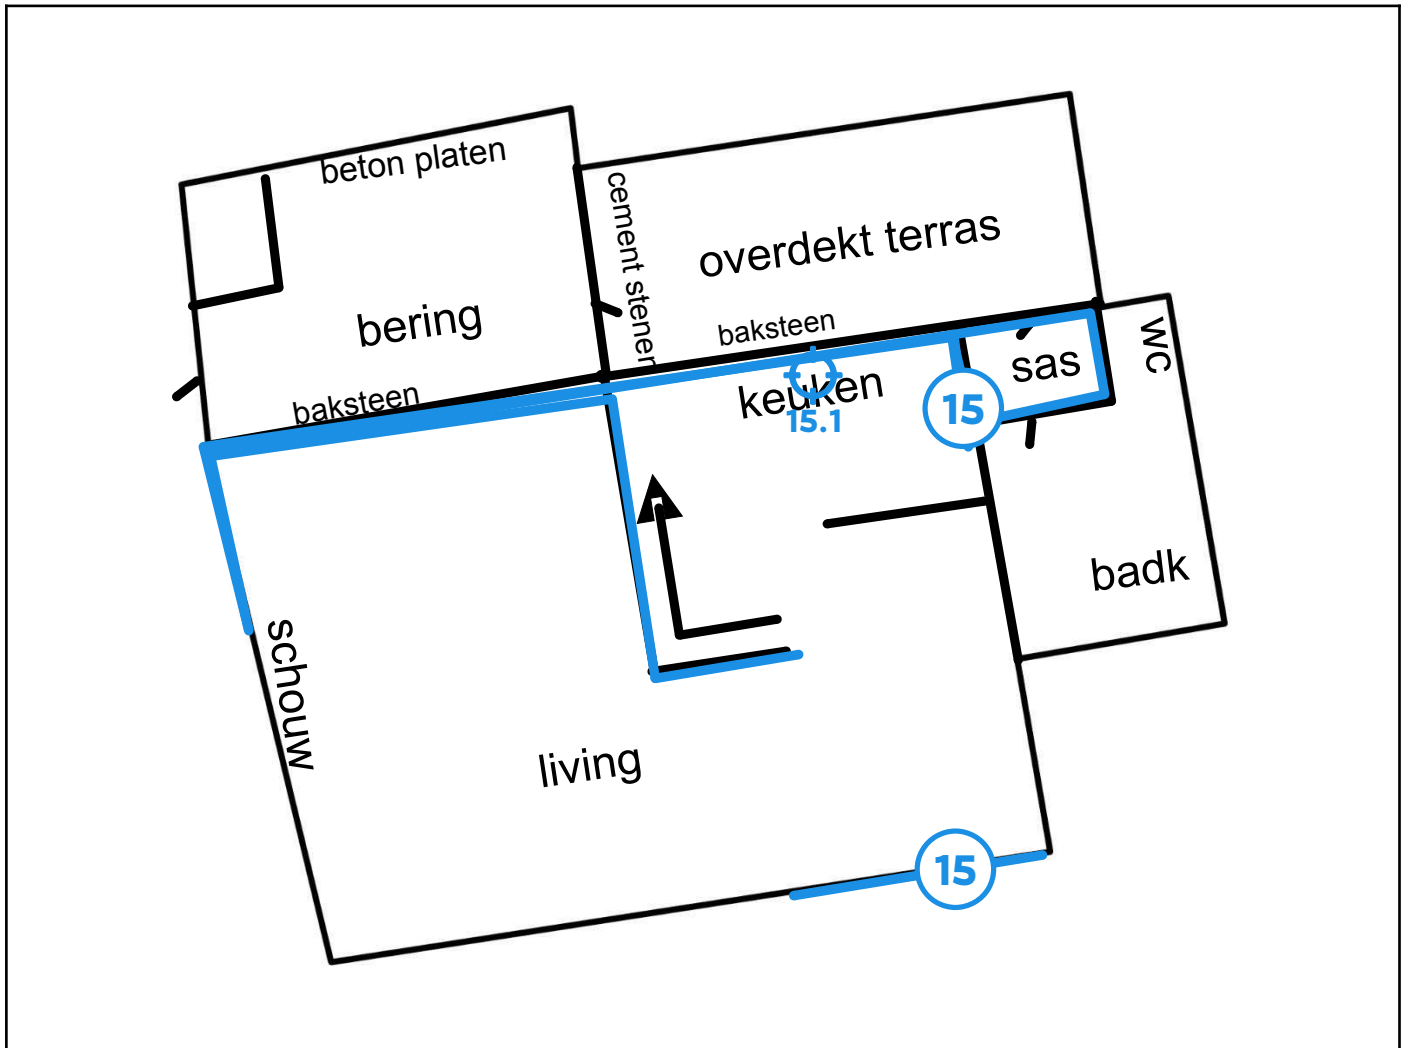 beton platen
cement stenen
overdekt terras
bering
baksteen
wc
sas
baksteen
keuken
15
15.1
badk
schouw
living
15